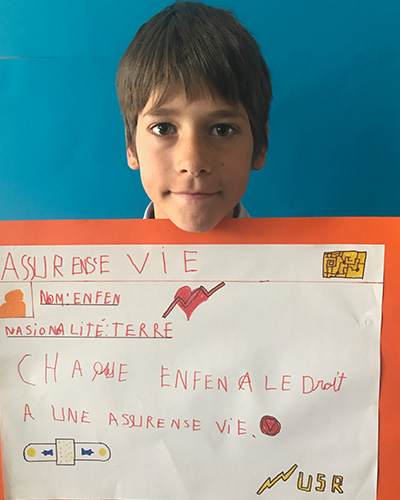 ASSURENSE VIE
NOM: ENFEN
NASIONALITÉ: TERRE
CHAQUE ENFEN A LE Droit
A UNE ASSURENSE VIE.
USR